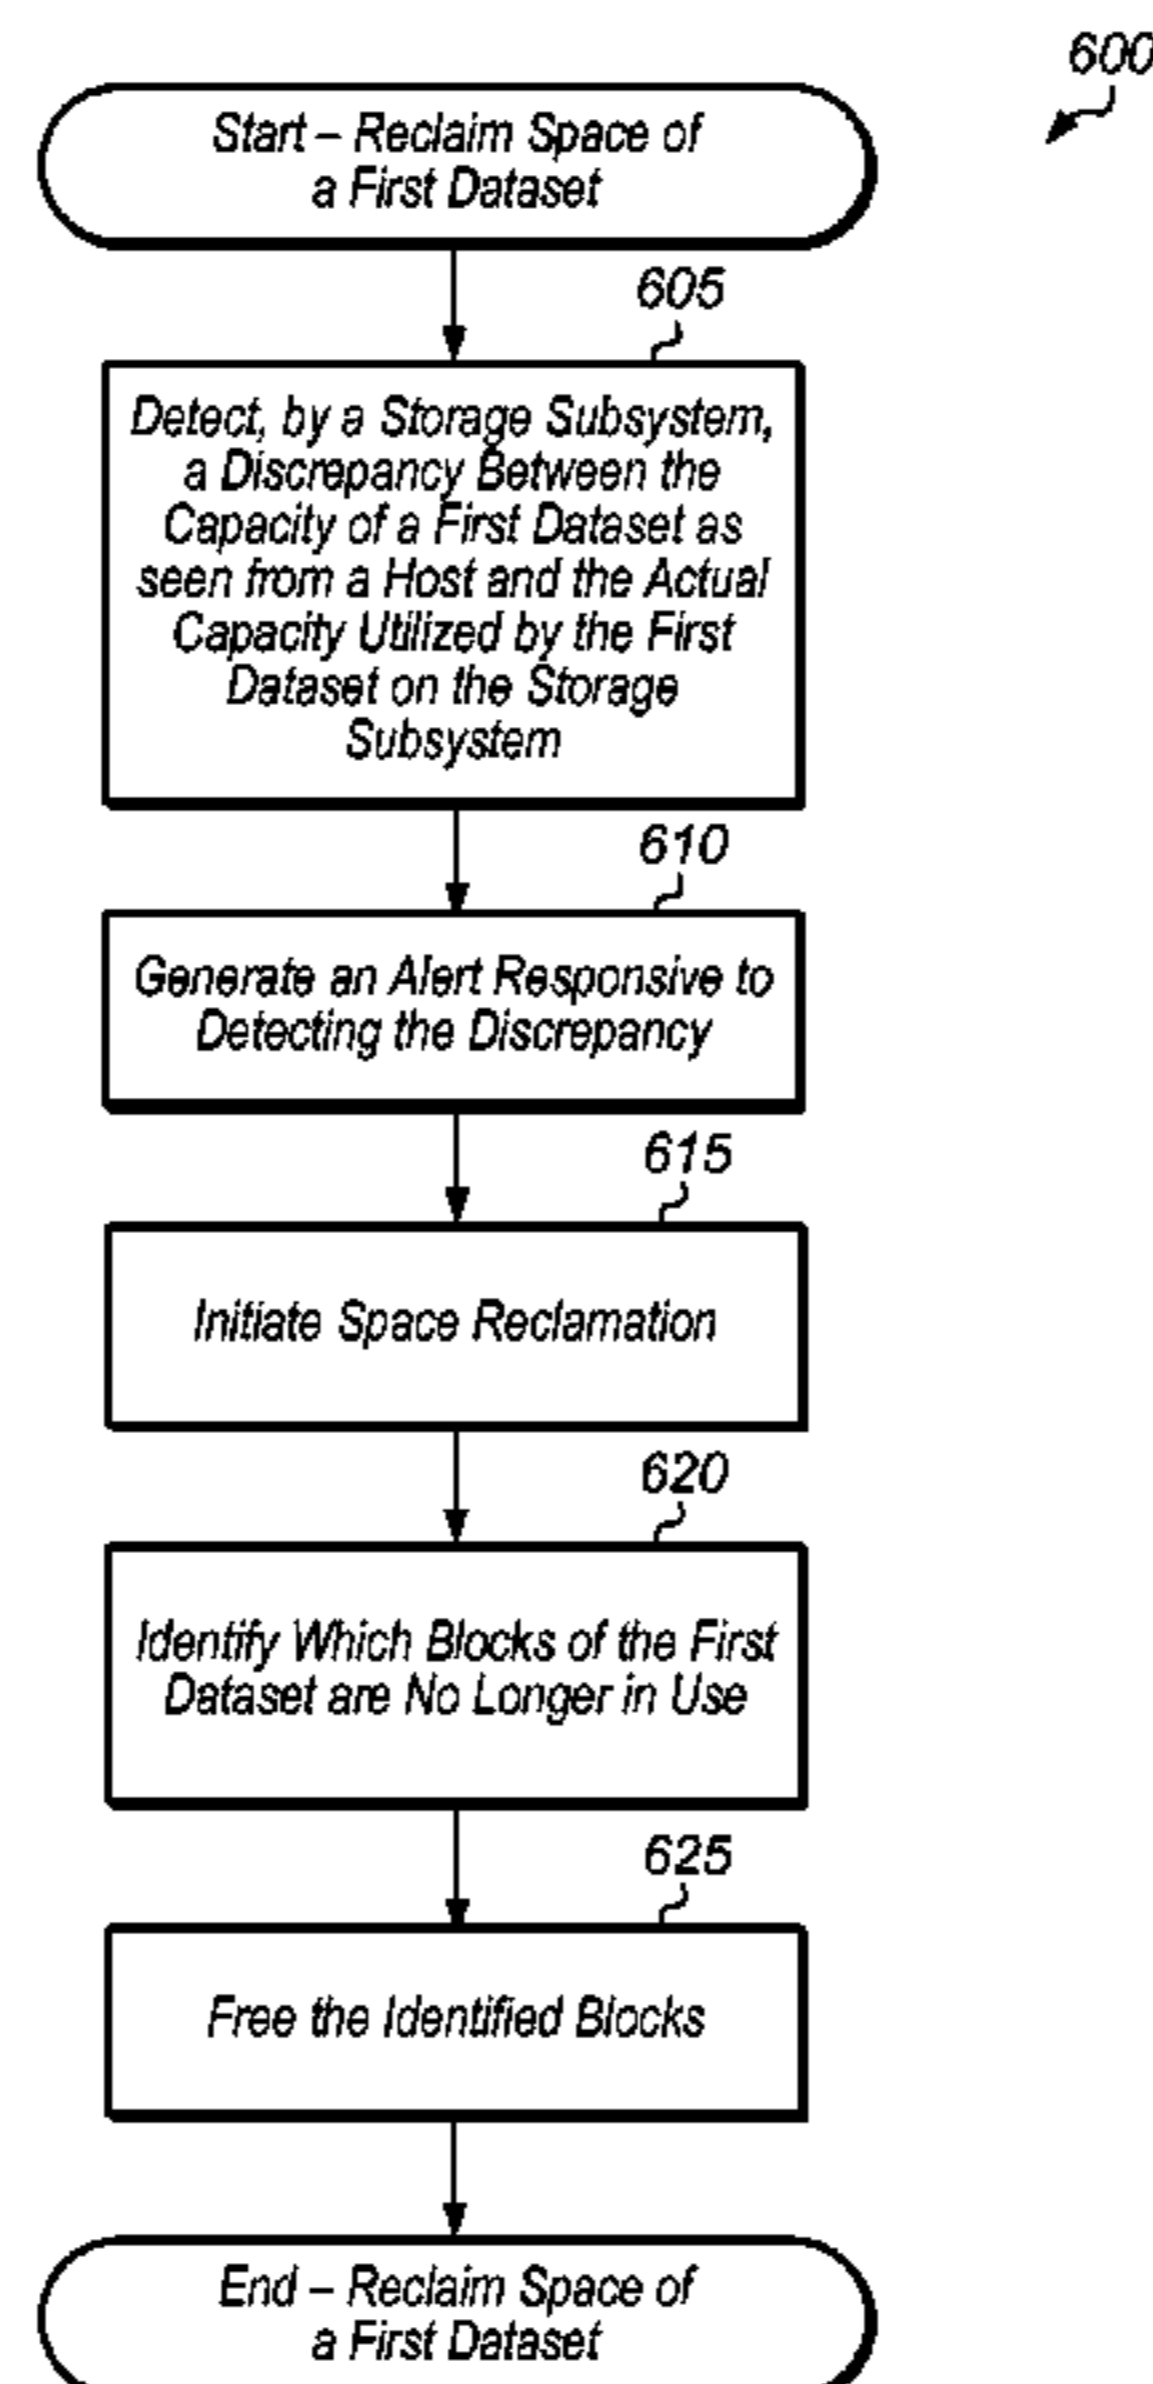 600
Start – Reclaim Space of
a First Dataset
605
Detect, by a Storage Subsystem,
a Discrepancy Between the
Capacity of a First Dataset as
seen from a Host and the Actual
Capacity Utilized by the First
Dataset on the Storage
Subsystem
610
Generate an Alert Responsive to
Detecting the Discrepancy
615
Initiate Space Reclamation
620
Identify Which Blocks of the First
Dataset are No Longer in Use
625
Free the Identified Blocks
End – Reclaim Space of
a First Dataset